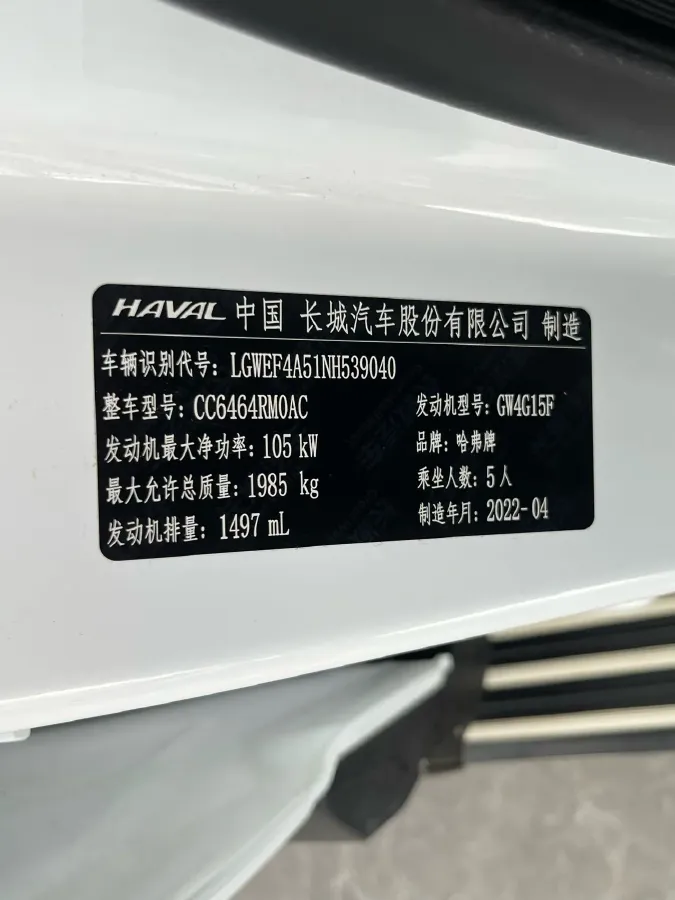 HAVAL 中国 长城汽车股份有限公司 制造
车辆识别代号: LGWEF4A51NH539040
整车型号: CC6464RM0AC 发动机型号: GW4G15F
发动机最大净功率: 105 kW 品牌: 哈弗牌
最大允许总质量: 1985 kg 乘坐人数: 5 人
发动机排量: 1497 mL 制造年月: 2022-04